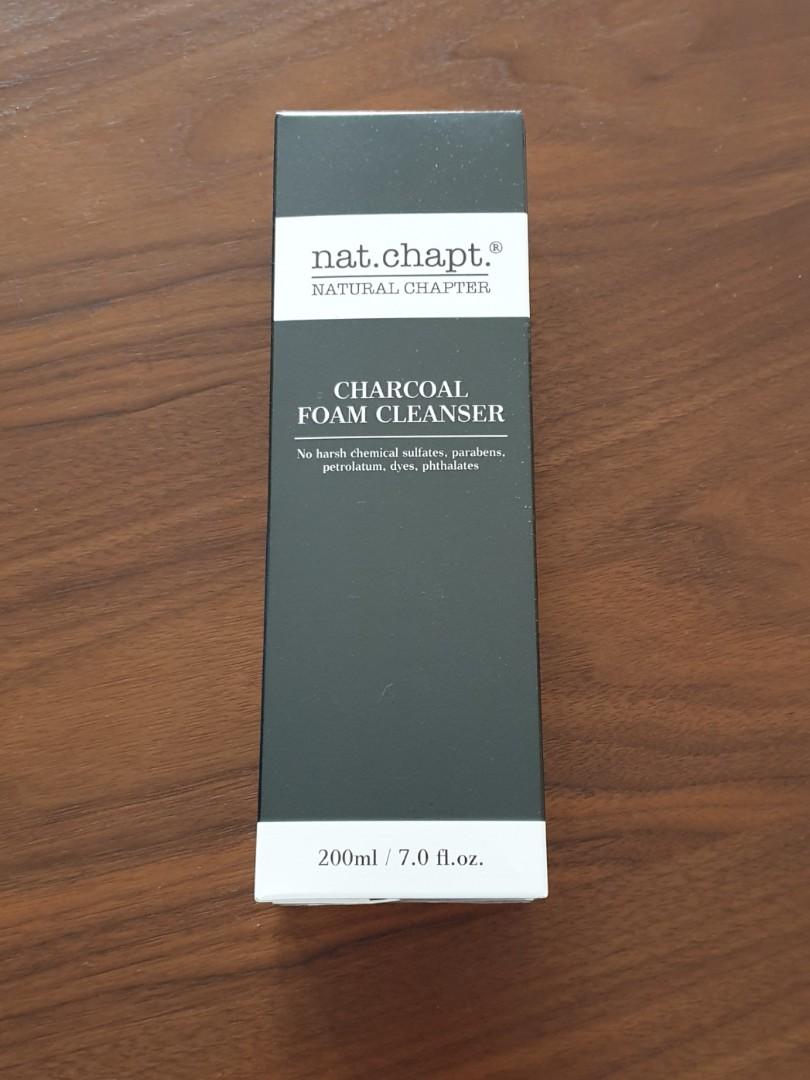 nat.chapt.®
NATURAL CHAPTER
CHARCOAL
FOAM CLEANSER
No harsh chemical sulfates, parabens,
petrolatum, dyes, phthalates
200ml / 7.0 fl.oz.